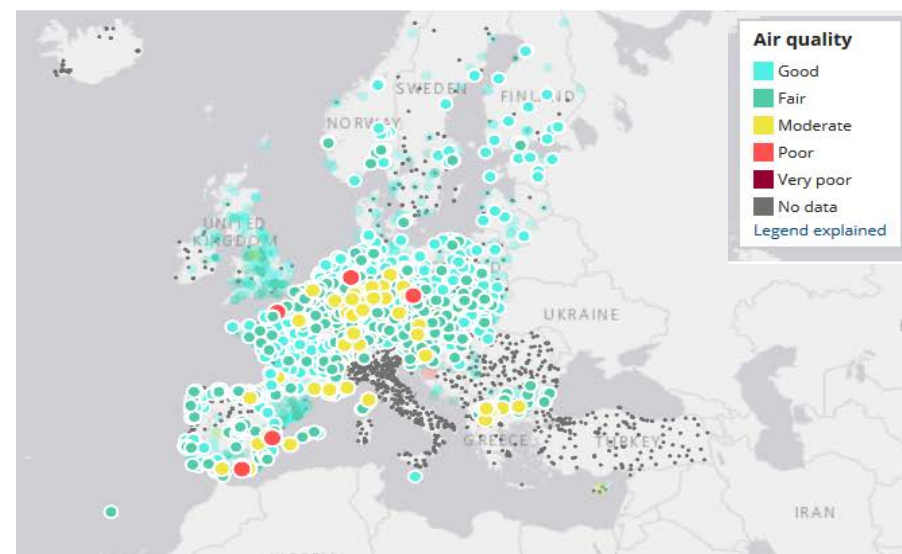 Air quality
Good
Fair
Moderate
Poor
Very poor
No data
Legend explained
SWEDEN
FINLAND
NORWAY
UNITED
KINGDOM
UKRAINE
GREECE
TURKEY
IRAN